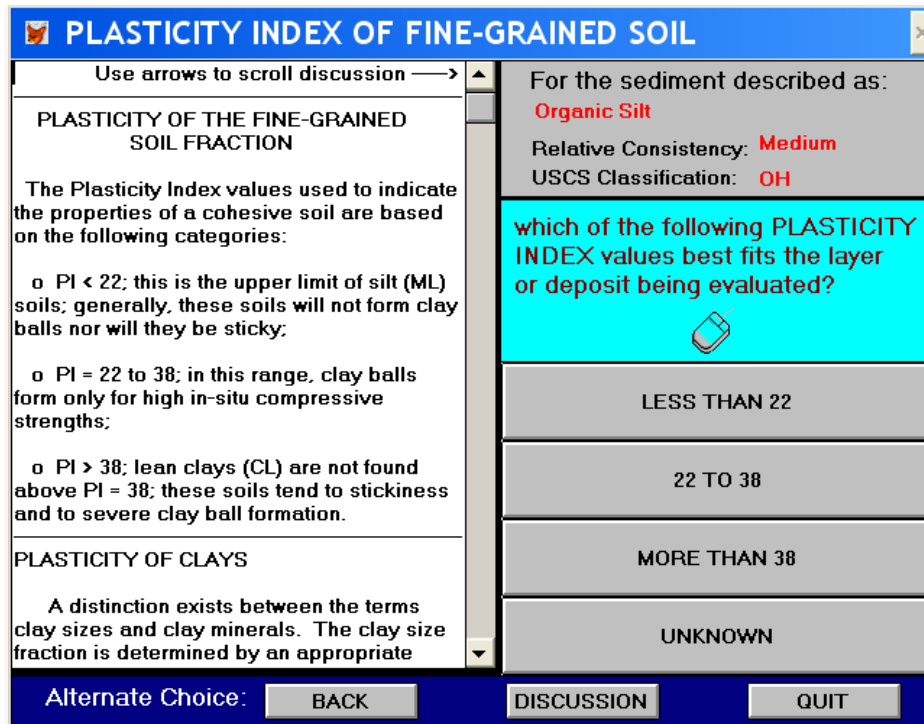 PLASTICITY INDEX OF FINE-GRAINED SOIL
Use arrows to scroll discussion —>
PLASTICITY OF THE FINE-GRAINED
SOIL FRACTION
The Plasticity Index values used to indicate
the properties of a cohesive soil are based
on the following categories:
o PI < 22; this is the upper limit of silt (ML)
soils; generally, these soils will not form clay
balls nor will they be sticky;
o PI = 22 to 38; in this range, clay balls
form only for high in-situ compressive
strengths;
o PI > 38; lean clays (CL) are not found
above PI = 38; these soils tend to stickiness
and to severe clay ball formation.
PLASTICITY OF CLAYS
A distinction exists between the terms
clay sizes and clay minerals. The clay size
fraction is determined by an appropriate
For the sediment described as:
Organic Silt
Relative Consistency: Medium
USCS Classification: OH
which of the following PLASTICITY
INDEX values best fits the layer
or deposit being evaluated?
LESS THAN 22
22 TO 38
MORE THAN 38
UNKNOWN
Alternate Choice: BACK DISCUSSION QUIT